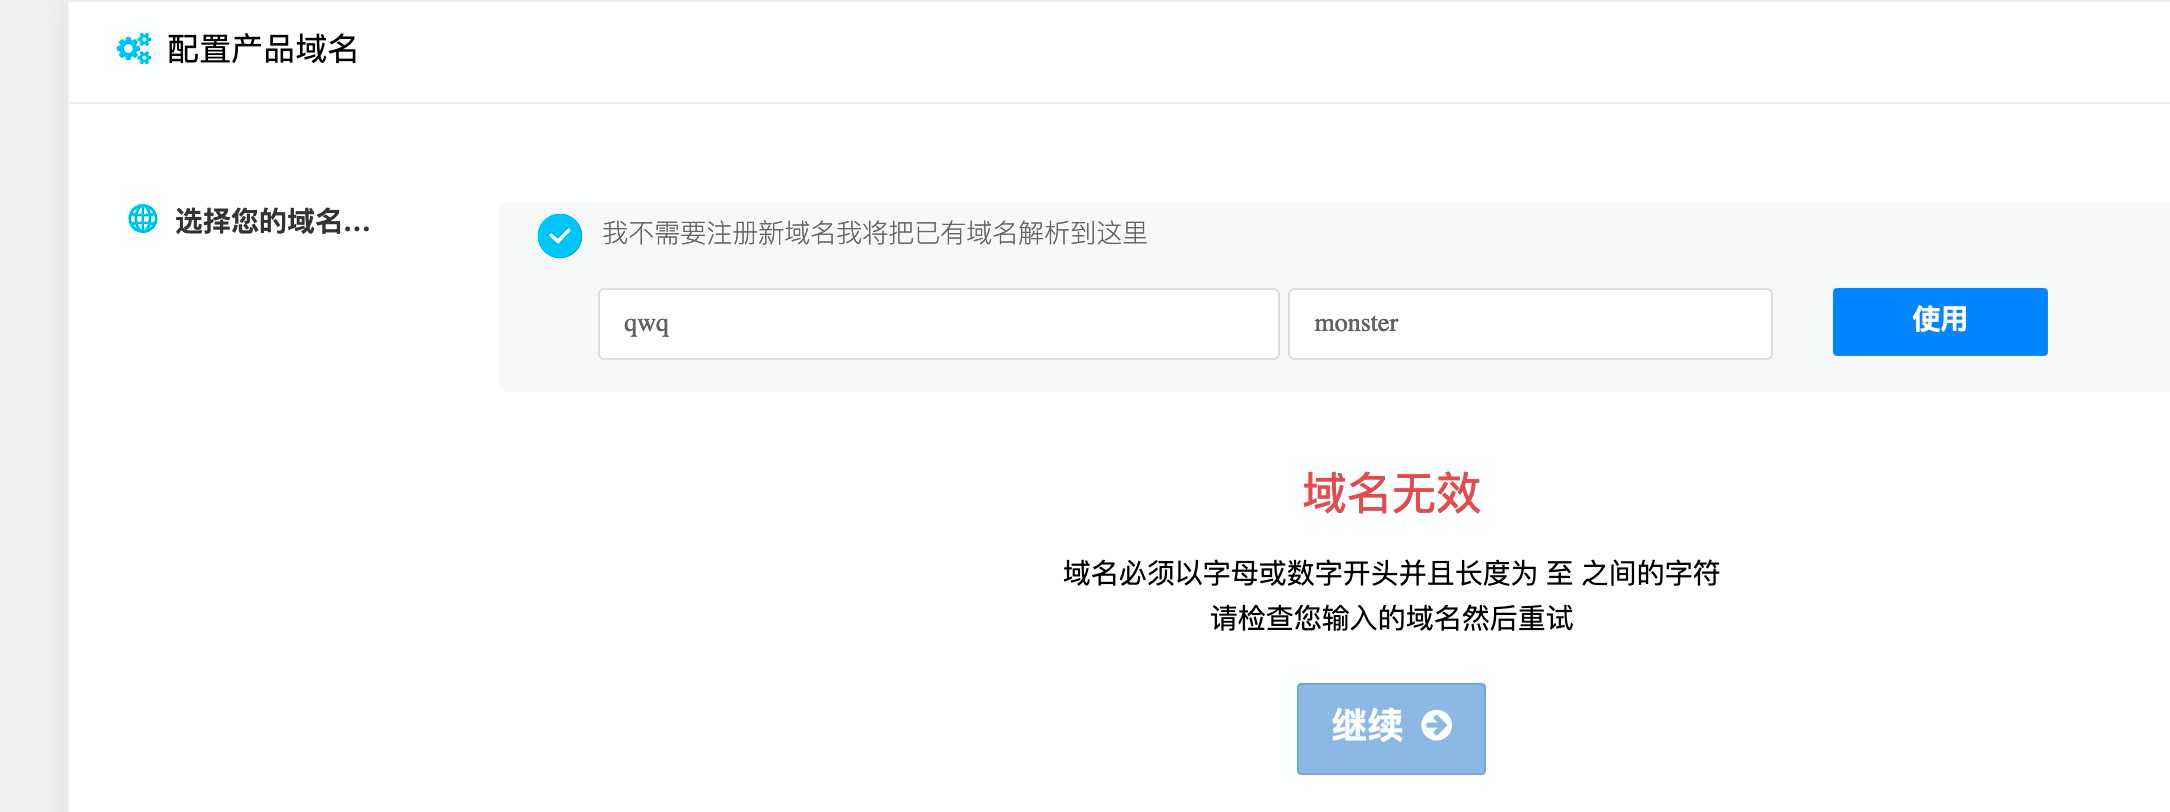 配置产品域名
选择您的域名...
我不需要注册新域名我将把已有域名解析到这里
qwq
monster
使用
域名无效
域名必须以字母或数字开头并且长度为 至 之间的字符
请检查您输入的域名然后重试
继续